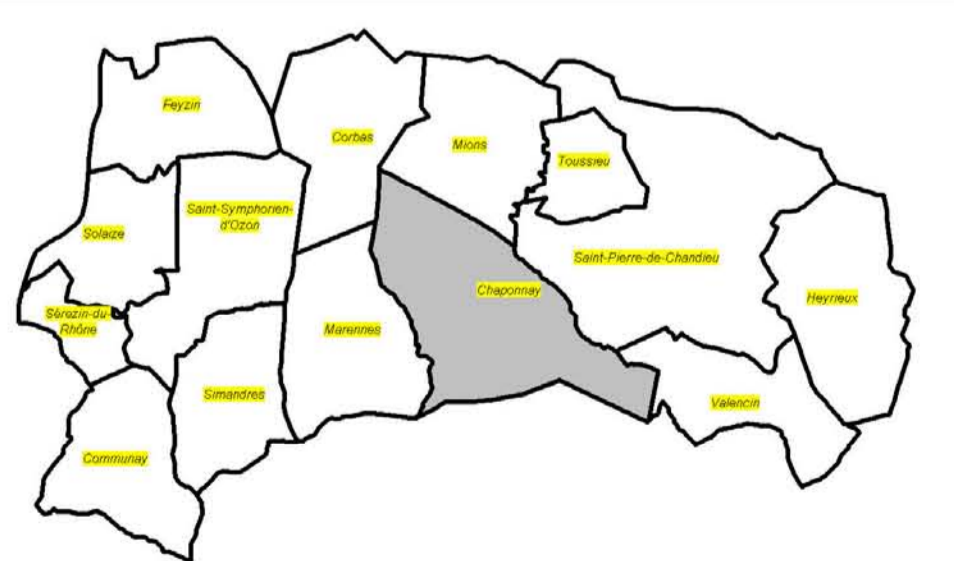 Feyzin
Corbas
Mions
Toussieu
Saint-Symphorien-
d'Ozon
Solaize
Saint-Pierre-de-Chandieu
Chaponnay
Heyrieux
Sérezin-du-
Rhône
Marennes
Simandres
Valencin
Communay